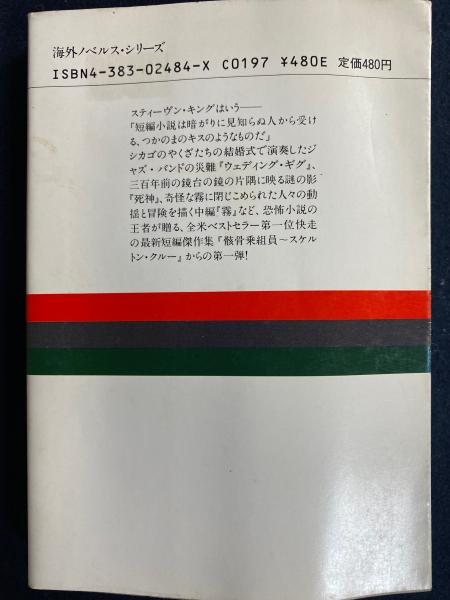 海外ノベルス・シリーズ
ISBN4-383-02484-X C0197 ¥480E 定価480円
スティーヴン・キングはいう——
「短編小説は暗がりに見知らぬ人から受け
る、つかのまのキスのようなものだ」
シカゴのやくざたちの結婚式で演奏したジ
ャズ・バンドの災難『ウェディング・ギグ』、
三百年前の鏡台の鏡の片隅に映る謎の影
『死神』、奇怪な霧に閉じこめられた人々の動
揺と冒険を描く中編『霧』など、恐怖小説の
王者が贈る、全米ベストセラー第一位快走
の最新短編傑作集『骸骨乗組員〜スケル
トン・クルー』からの第一弾!